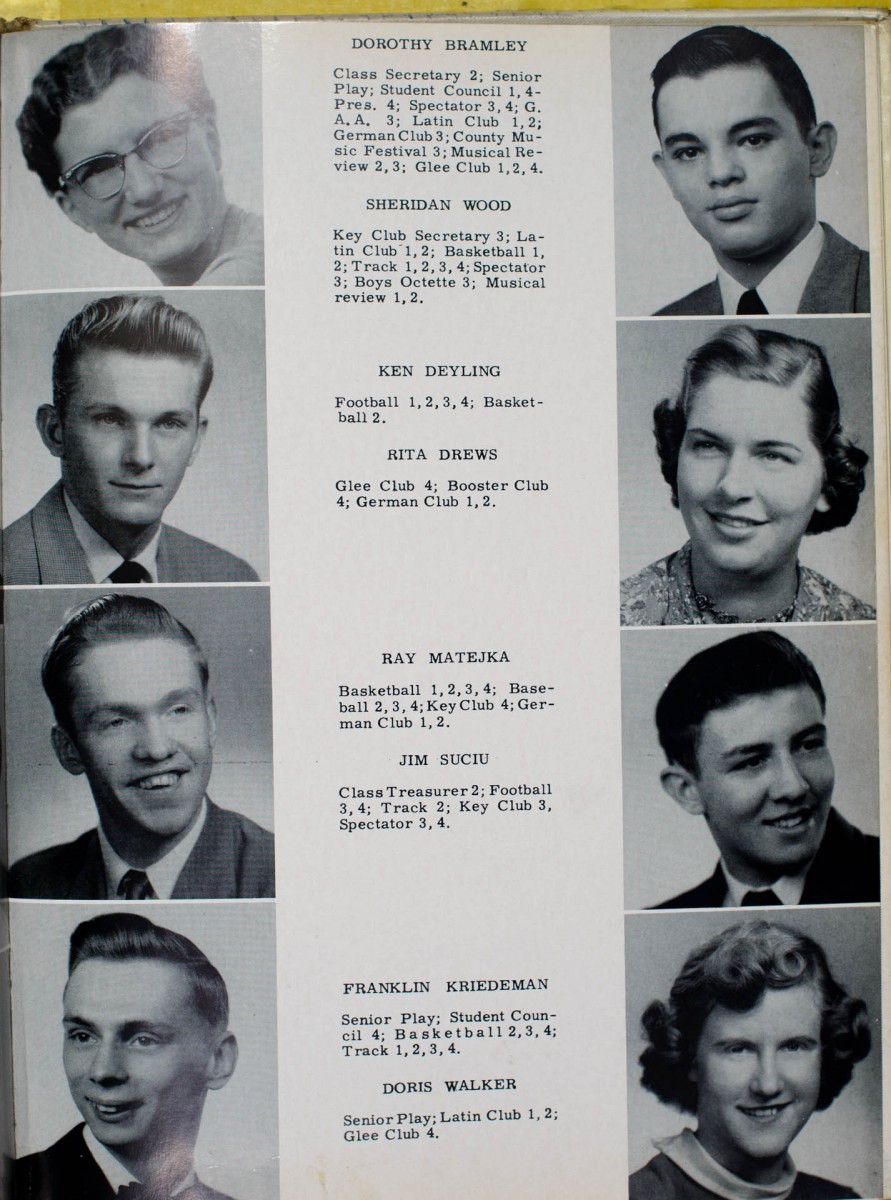 DOROTHY BRAMLEY
Class Secretary 2; Senior
Play; Student Council 1, 4-
Pres. 4; Spectator 3, 4; G.
A. A. 3; Latin Club 1, 2;
German Club 3; County Mu-
sic Festival 3; Musical Re-
view 2, 3; Glee Club 1, 2, 4.
SHERIDAN WOOD
Key Club Secretary 3; La-
tin Club 1, 2; Basketball 1,
2; Track 1, 2, 3, 4; Spectator
3; Boys Octette 3; Musical
review 1, 2.
KEN DEYLING
Football 1, 2, 3, 4; Basket-
ball 2.
RITA DREWS
Glee Club 4; Booster Club
4; German Club 1, 2.
RAY MATEJKA
Basketball 1, 2, 3, 4; Base-
ball 2, 3, 4; Key Club 4; Ger-
man Club 1, 2.
JIM SUCIU
Class Treasurer 2; Football
3, 4; Track 2; Key Club 3,
Spectator 3, 4.
FRANKLIN KRIEDEMAN
Senior Play; Student Coun-
cil 4; Basketball 2, 3, 4;
Track 1, 2, 3, 4.
DORIS WALKER
Senior Play; Latin Club 1, 2;
Glee Club 4.